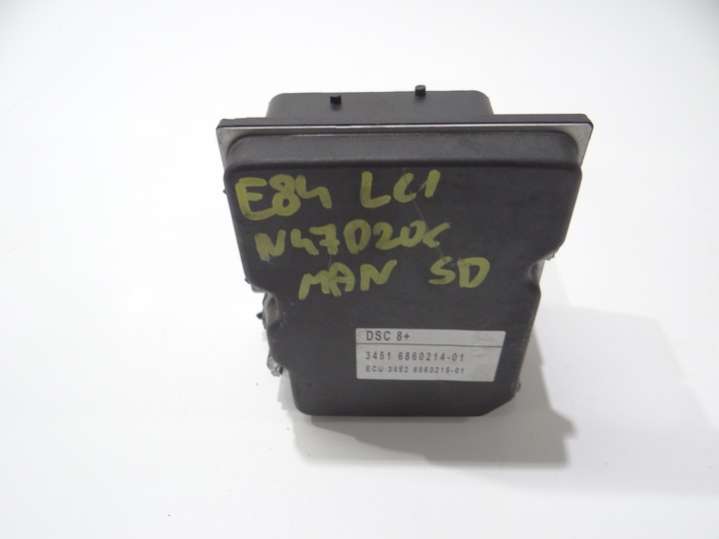 E84 LCI
N47D20C
MAN SD
DSC 8+
3451 6860214-01
ECU 3452 6860215-01